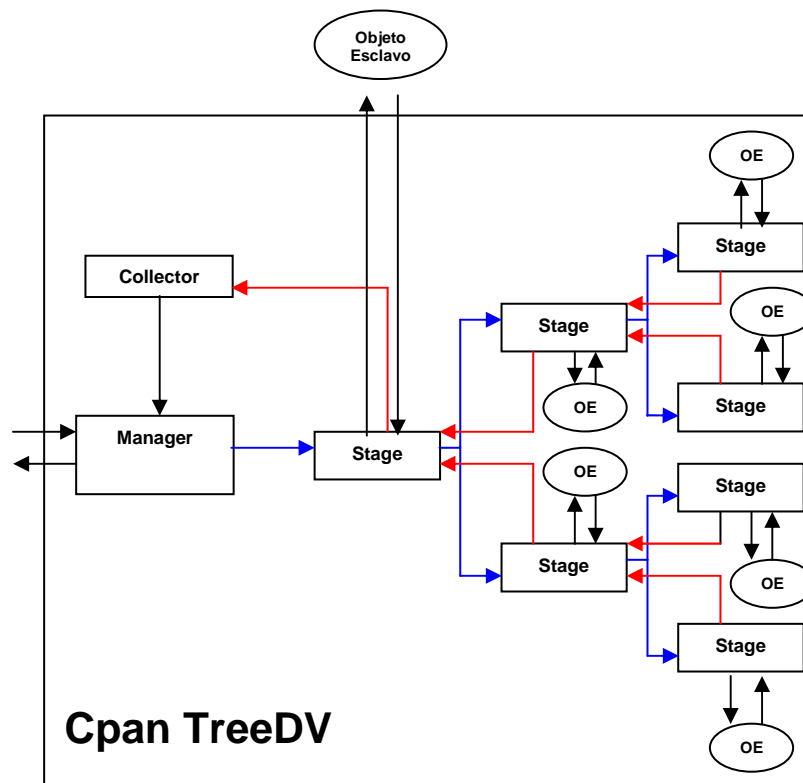 Objeto
Esclavo
OE
Stage
Collector
Stage
OE
Stage
OE
Manager
Stage
OE
Stage
Stage
OE
Stage
Cpan TreeDV
OE